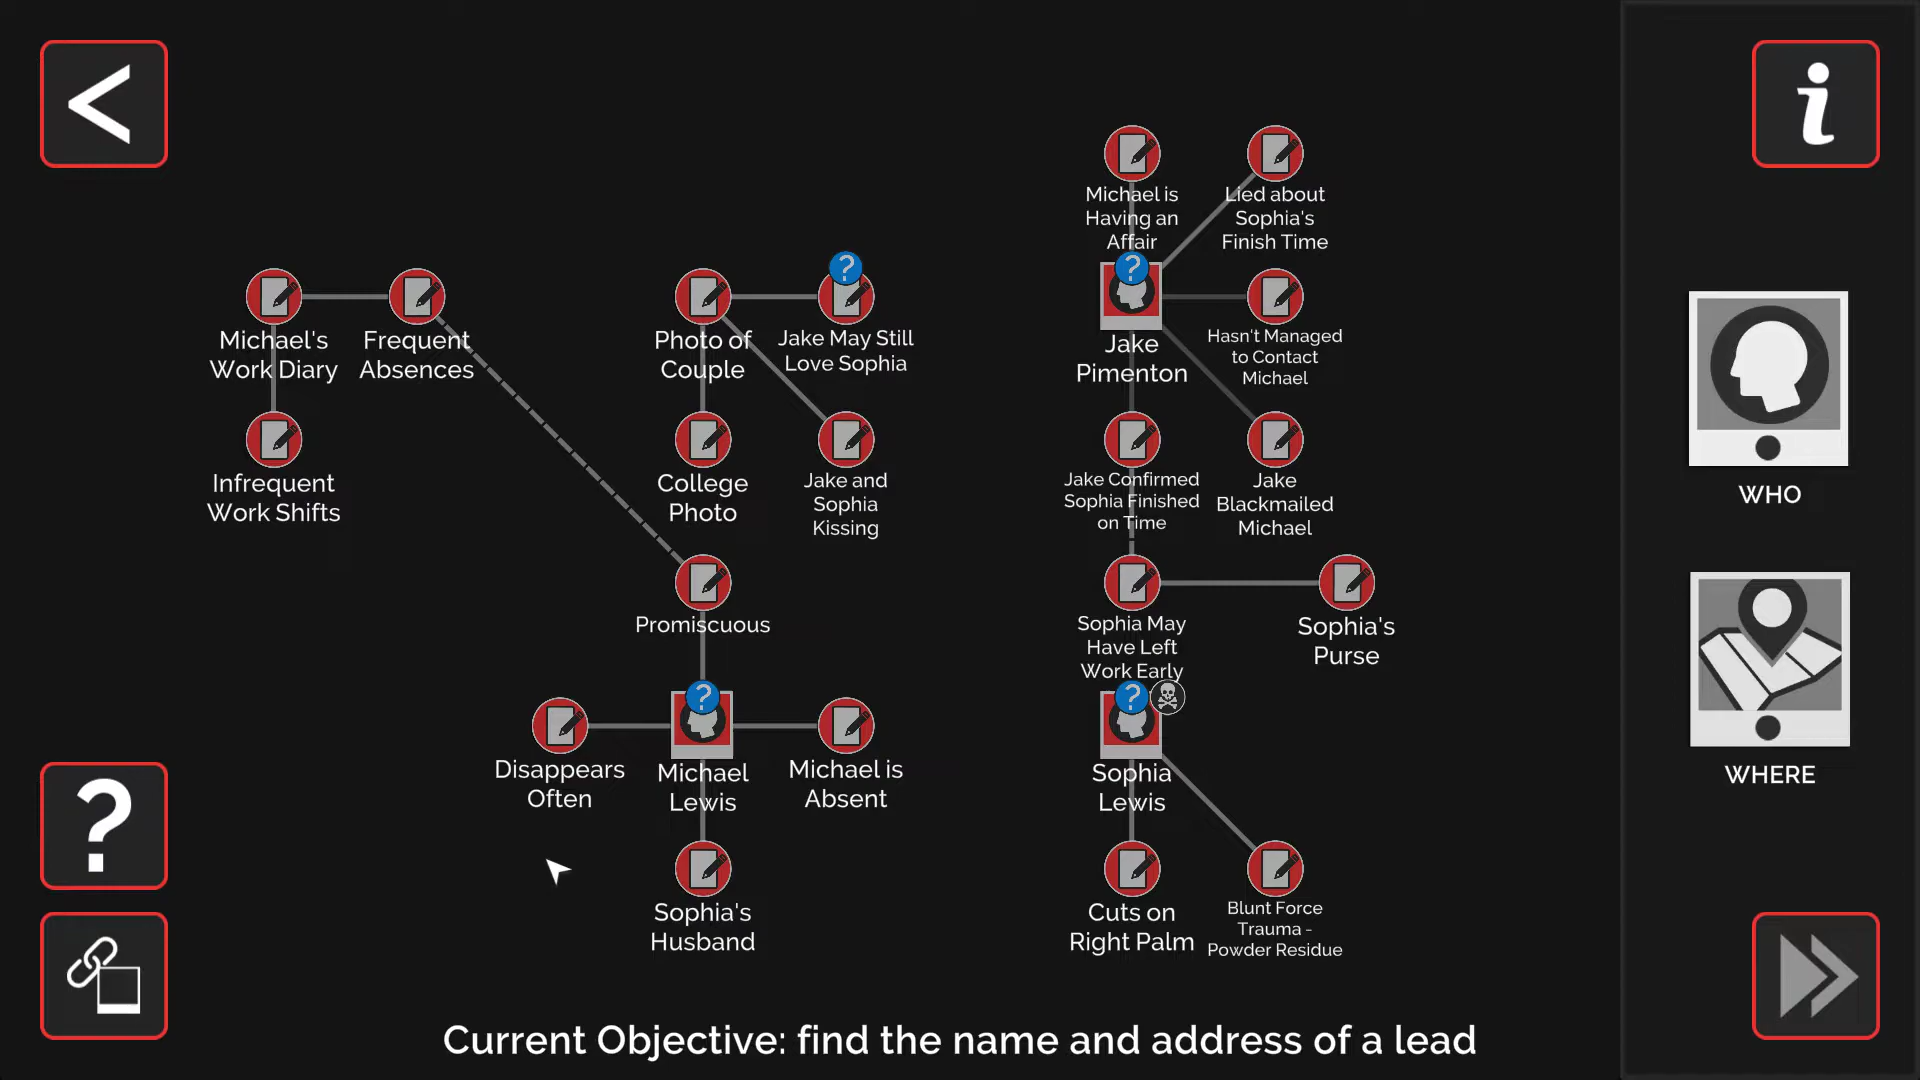 Michael is
Having an
Affair
Lied about
Sophia's
Finish Time
Michael's
Work Diary
Frequent
Absences
Photo of
Couple
Jake May Still
Love Sophia
Jake
Pimenton
Hasn't Managed
to Contact
Michael
Infrequent
Work Shifts
College
Photo
Jake and
Sophia
Kissing
Jake Confirmed
Sophia Finished
on Time
Jake
Blackmailed
Michael
WHO
Promiscuous
Sophia May
Have Left
Work Early
Sophia's
Purse
Disappears
Often
Michael
Lewis
Michael is
Absent
Sophia
Lewis
WHERE
Sophia's
Husband
Cuts on
Right Palm
Blunt Force
Trauma -
Powder Residue
Current Objective: find the name and address of a lead